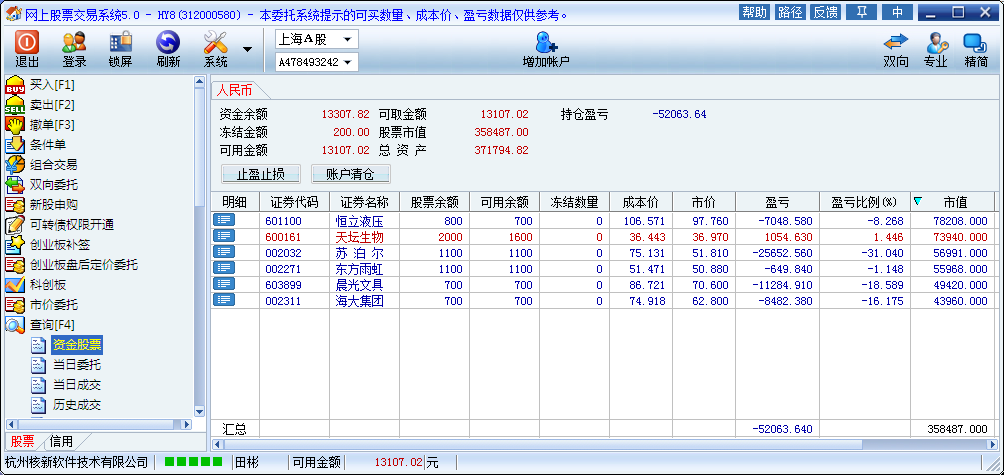 网上股票交易系统5.0 - HY8(312000580) - 本委托系统提示的可买数量、成本价、盈亏数据仅供参考。 帮助 路径 反馈 中
退出 登录 锁屏 刷新 系统 上海A股 A478493242 增加帐户 双向 专业 精简
买入[F1]
卖出[F2]
撤单[F3]
条件单
组合交易
双向委托
新股申购
可转债权限开通
创业板补签
创业板盘后定价委托
科创板
市价委托
查询[F4]
资金股票
当日委托
当日成交
历史成交
股票 信用
人民币
资金余额 13307.82 可取金额 13107.02 持仓盈亏 -52063.64
冻结金额 200.00 股票市值 358487.00
可用金额 13107.02 总 资 产 371794.82
止盈止损 账户清仓
明细 证券代码 证券名称 股票余额 可用余额 冻结数量 成本价 市价 盈亏 盈亏比例(%) 市值
601100 恒立液压 800 700 0 106.571 97.760 -7048.580 -8.268 78208.000
600161 天坛生物 2000 1600 0 36.443 36.970 1054.630 1.446 73940.000
002032 苏 泊 尔 1100 1100 0 75.131 51.810 -25652.560 -31.040 56991.000
002271 东方雨虹 1100 1100 0 51.471 50.880 -649.840 -1.148 55968.000
603899 晨光文具 700 700 0 86.721 70.600 -11284.910 -18.589 49420.000
002311 海大集团 700 700 0 74.918 62.800 -8482.380 -16.175 43960.000
汇总 -52063.640 358487.000
杭州核新软件技术有限公司 田彬 可用金额 13107.02 元